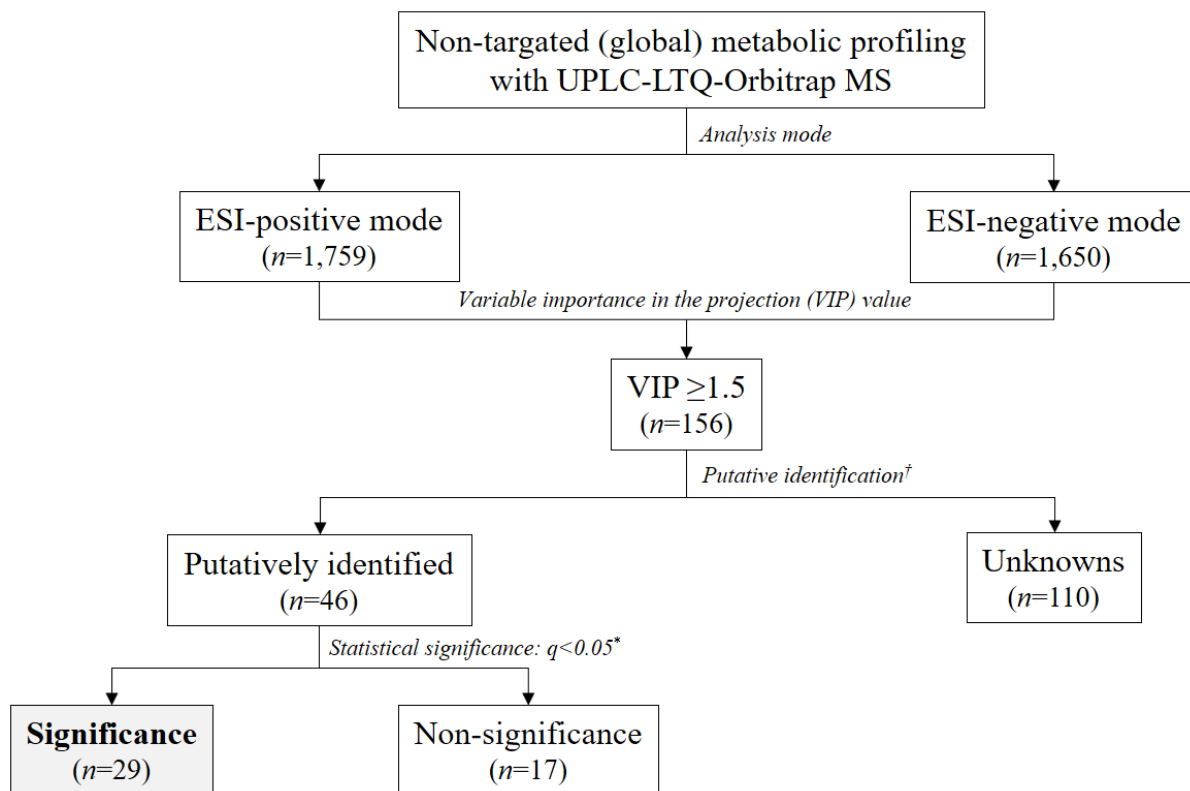 Non-targated (global) metabolic profiling
with UPLC-LTQ-Orbitrap MS
Analysis mode
ESI-positive mode
(n=1,759)
ESI-negative mode
(n=1,650)
Variable importance in the projection (VIP) value
VIP ≥1.5
(n=156)
Putative identification†
Putatively identified
(n=46)
Unknowns
(n=110)
Statistical significance: q<0.05*
Significance
(n=29)
Non-significance
(n=17)